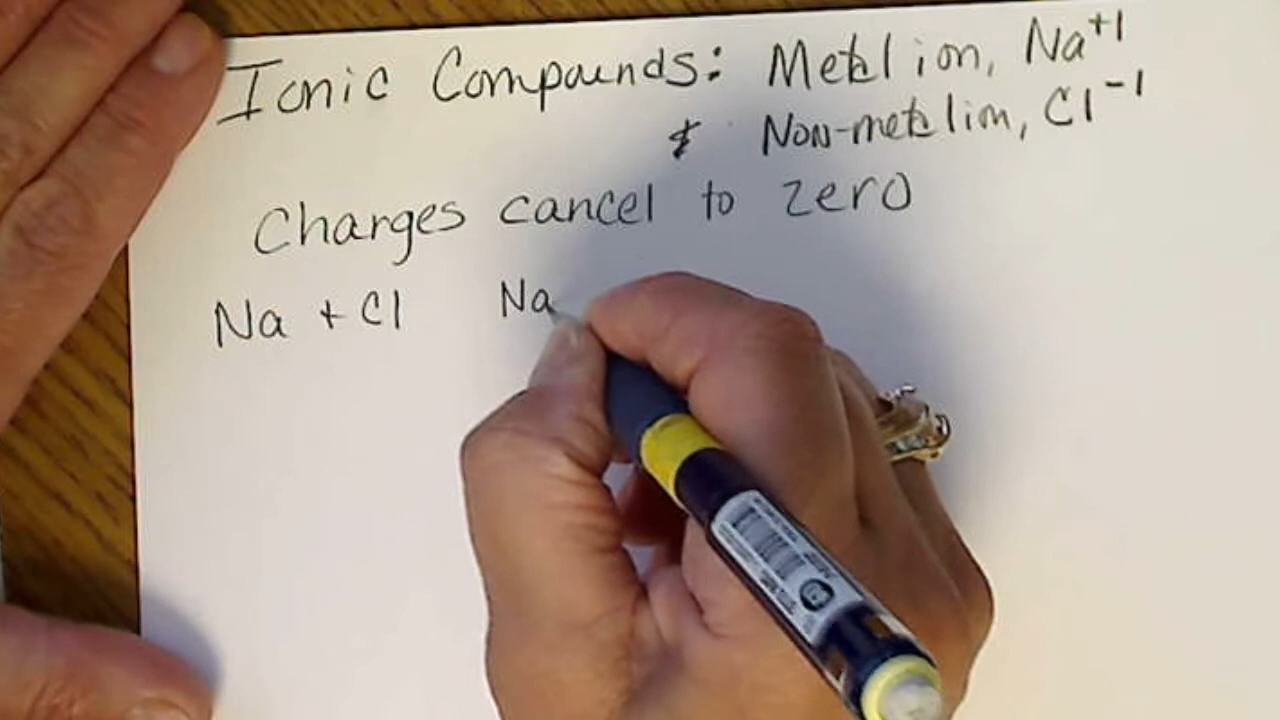 Ionic Compounds: Metal ion, Na⁺¹
& Non-metal ion, Cl⁻¹
Charges cancel to zero
Na + Cl Na